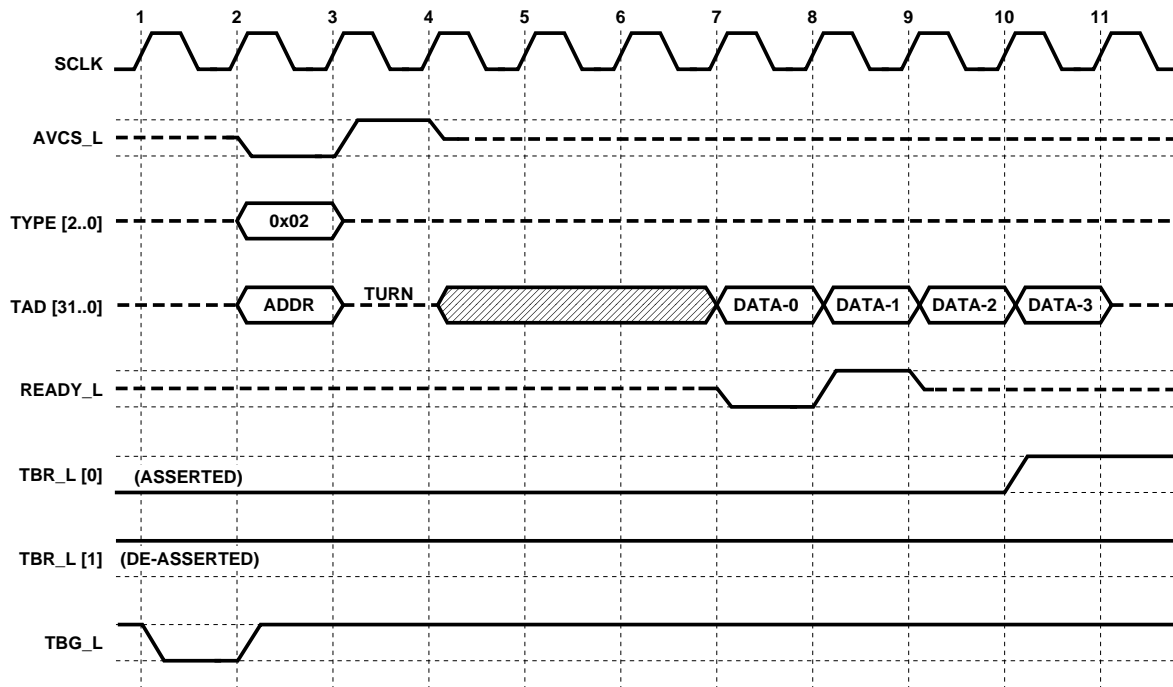 1 2 3 4 5 6 7 8 9 10 11
SCLK
AVCS_L
TYPE [2..0] 0x02
TAD [31..0] ADDR TURN DATA-0 DATA-1 DATA-2 DATA-3
READY_L
TBR_L [0] (ASSERTED)
TBR_L [1] (DE-ASSERTED)
TBG_L